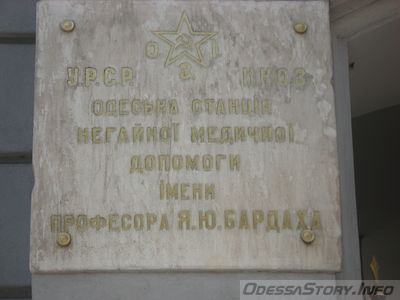 О Г
У.Р.С.Р. Н.К.О.З.
ОДЕСЬКА СТАНЦІЯ
НЕГАЙНОЇ МЕДИЧНОЇ
ДОПОМОГИ
ІМЕНИ
ПРОФЕСОРА Я.Ю.БАРДАХА
ODESSASTORY.INFO